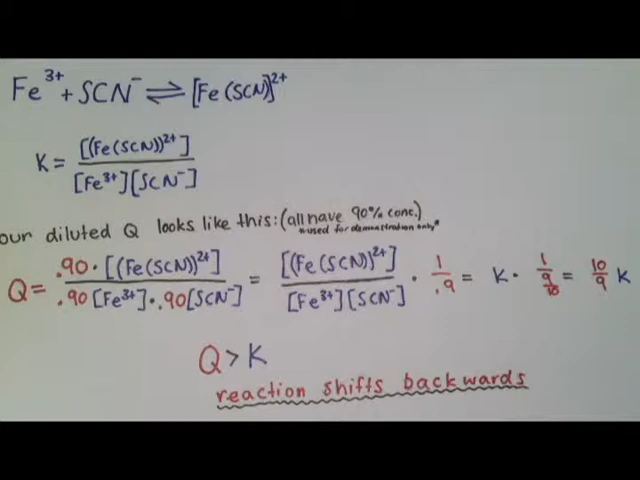 Fe³⁺ + SCN⁻ ⇌ [Fe(SCN)]²⁺
K = [(Fe(SCN))²⁺] / [Fe³⁺][SCN⁻]
our diluted Q looks like this: (all have 90% conc.)
*used for demonstration only*
Q = .90 · [(Fe(SCN))²⁺] / .90 [Fe³⁺] · .90 [SCN⁻] = [(Fe(SCN))²⁺] / [Fe³⁺][SCN⁻] · 1/.9 = K · 1/(9/10) = 10/9 K
Q > K
reaction shifts backwards